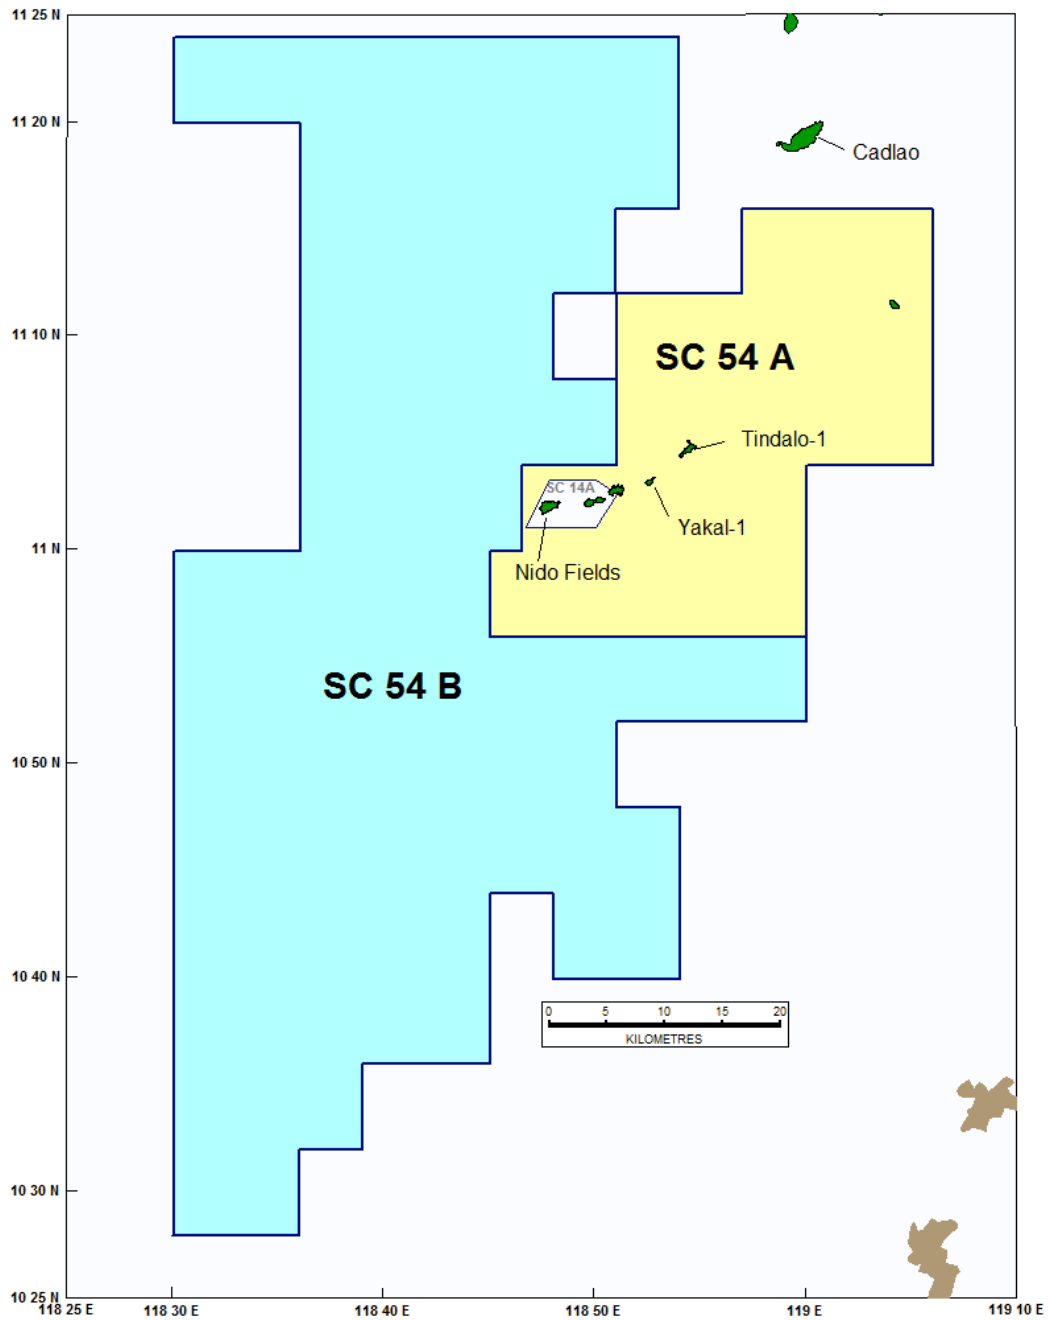 11 25 N
11 20 N
Cadlao
11 10 N
SC 54 A
Tindalo-1
SC 14A
Yakal-1
11 N
Nido Fields
SC 54 B
10 50 N
10 40 N
0 5 10 15 20
KILOMETRES
10 30 N
10 25 N
118 25 E 118 30 E 118 40 E 118 50 E 119 E 119 10 E